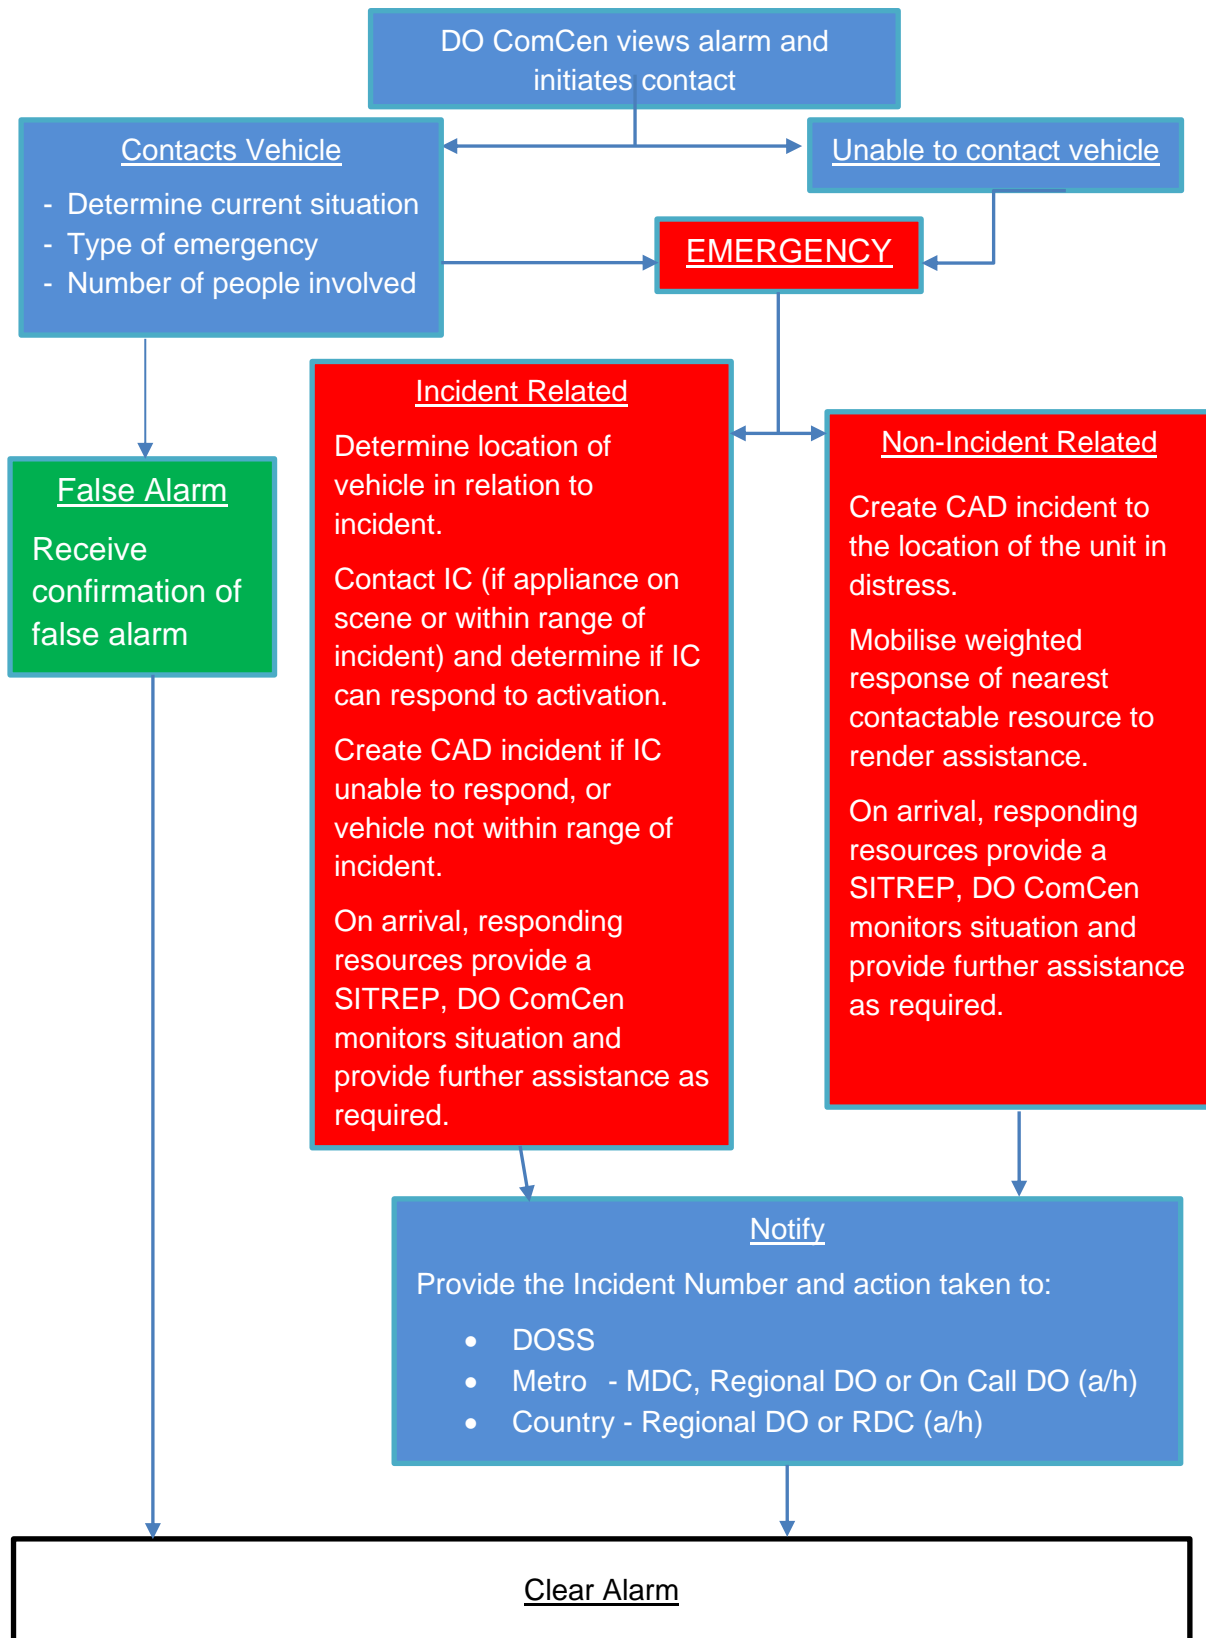 DO ComCen views alarm and
initiates contact
Contacts Vehicle
- Determine current situation
- Type of emergency
- Number of people involved
Unable to contact vehicle
EMERGENCY
False Alarm
Receive
confirmation of
false alarm
Incident Related
Determine location of
vehicle in relation to
incident.
Contact IC (if appliance on
scene or within range of
incident) and determine if IC
can respond to activation.
Create CAD incident if IC
unable to respond, or
vehicle not within range of
incident.
On arrival, responding
resources provide a
SITREP, DO ComCen
monitors situation and
provide further assistance as
required.
Non-Incident Related
Create CAD incident to
the location of the unit in
distress.
Mobilise weighted
response of nearest
contactable resource to
render assistance.
On arrival, responding
resources provide a
SITREP, DO ComCen
monitors situation and
provide further assistance
as required.
Notify
Provide the Incident Number and action taken to:
• DOSS
• Metro - MDC, Regional DO or On Call DO (a/h)
• Country - Regional DO or RDC (a/h)
Clear Alarm